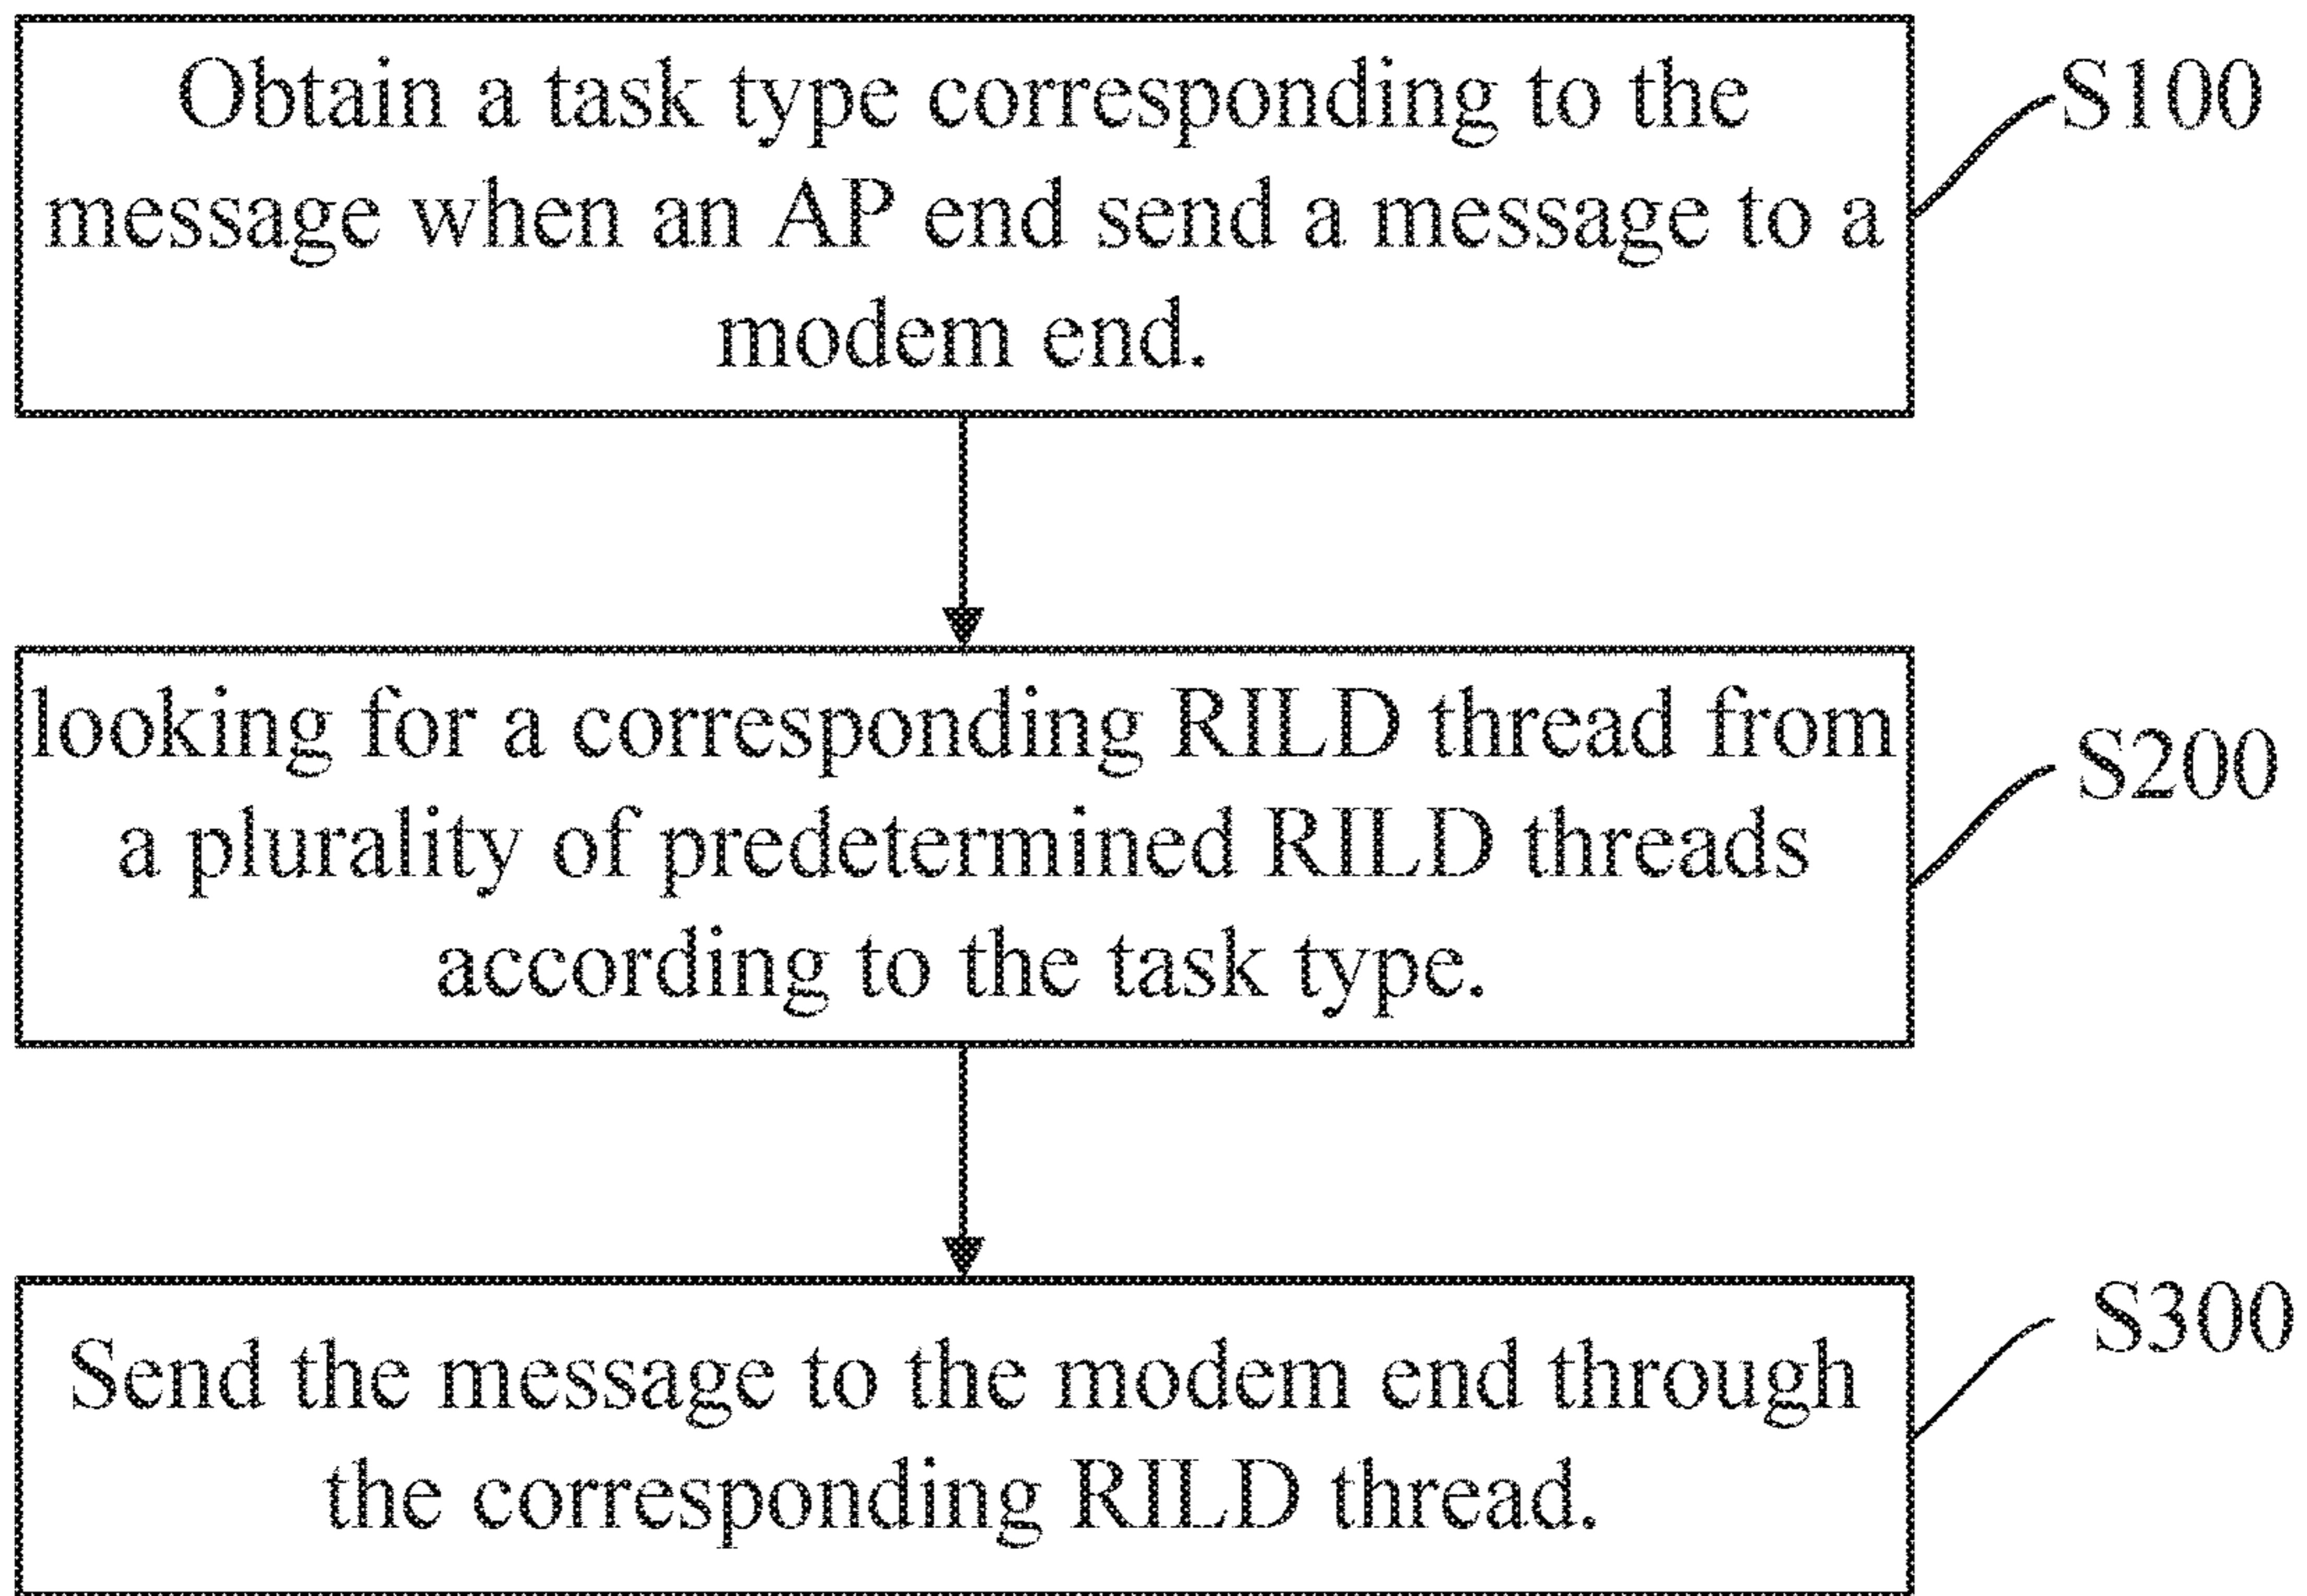 Obtain a task type corresponding to the
message when an AP end send a message to a
modem end.
S100
looking for a corresponding RILD thread from
a plurality of predetermined RILD threads
according to the task type.
S200
Send the message to the modem end through
the corresponding RILD thread.
S300